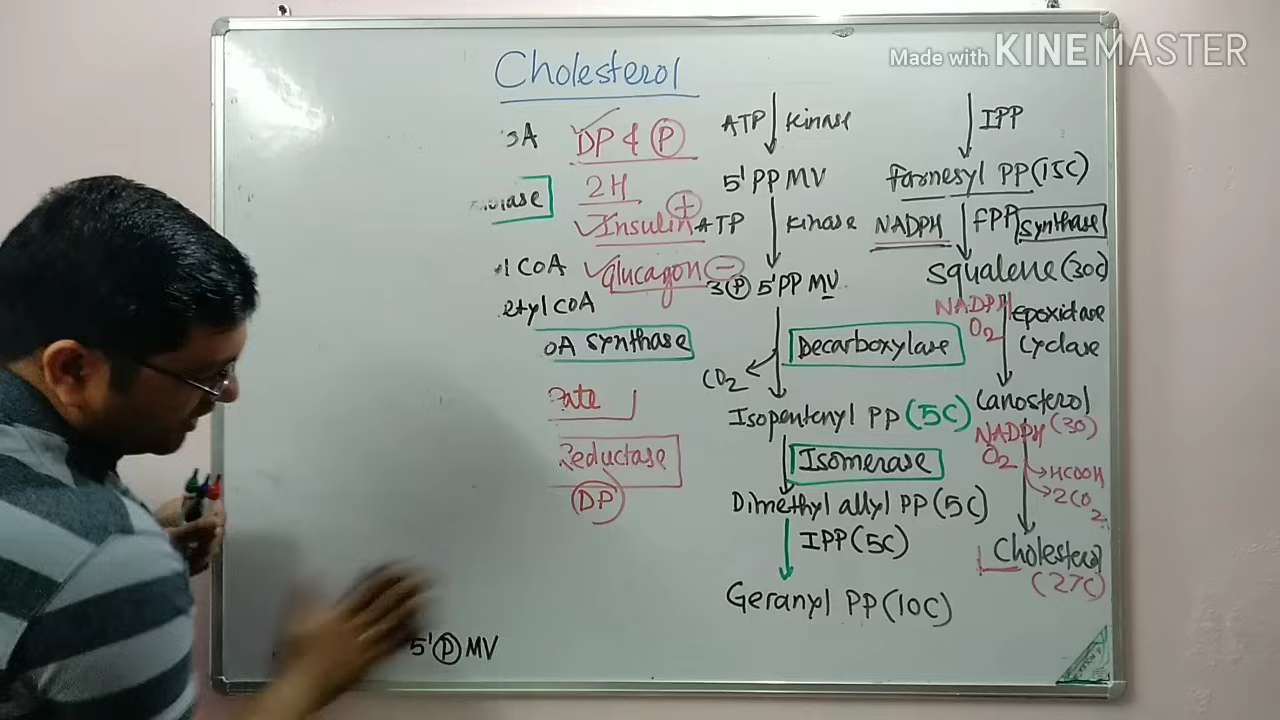 Made with KINEMASTER
Cholesterol
DP & P
2H
Insulin +
Glucagon −
CoA
etyl CoA
OA synthase
Reductase
DP
5' P MV
ATP Kinase
5' PP MV
ATP Kinase
3 P 5' PP MV
Decarboxylase
CO2
Isopentenyl PP (5C)
Isomerase
Dimethyl allyl PP (5C)
IPP (5C)
Geranyl PP (10C)
IPP
farnesyl PP (15C)
NADPH FPP synthase
Squalene (30C)
NADPH Epoxidase
O2 Cyclase
Lanosterol
(30)
NADPH
O2
HCOOH
2CO2
Cholesterol
(27C)